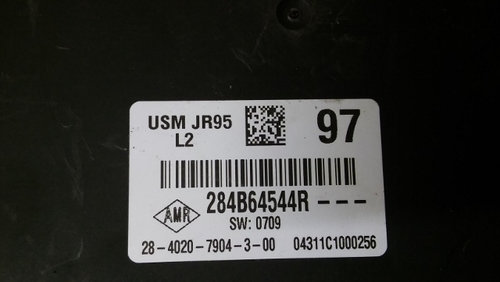 USM JR95 97
L2
AMR 284B64544R ---
SW: 0709
28-4020-7904-3-00 04311C1000256